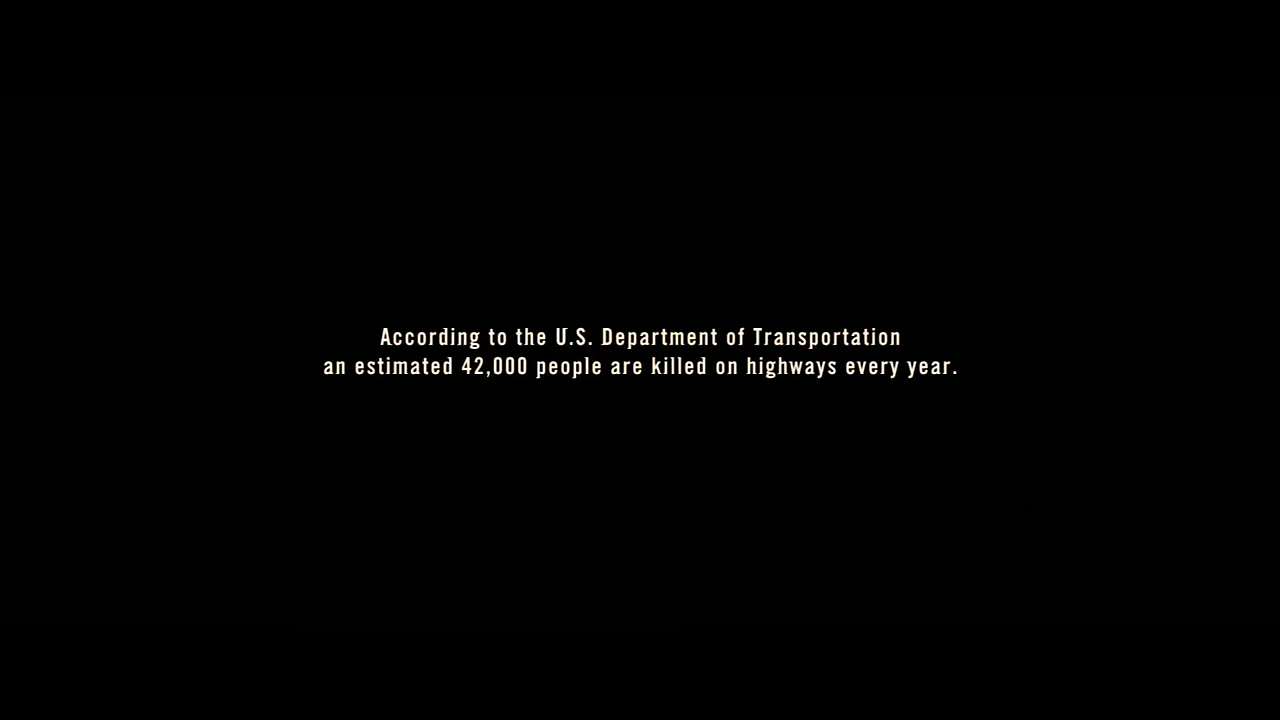 According to the U.S. Department of Transportation
an estimated 42,000 people are killed on highways every year.